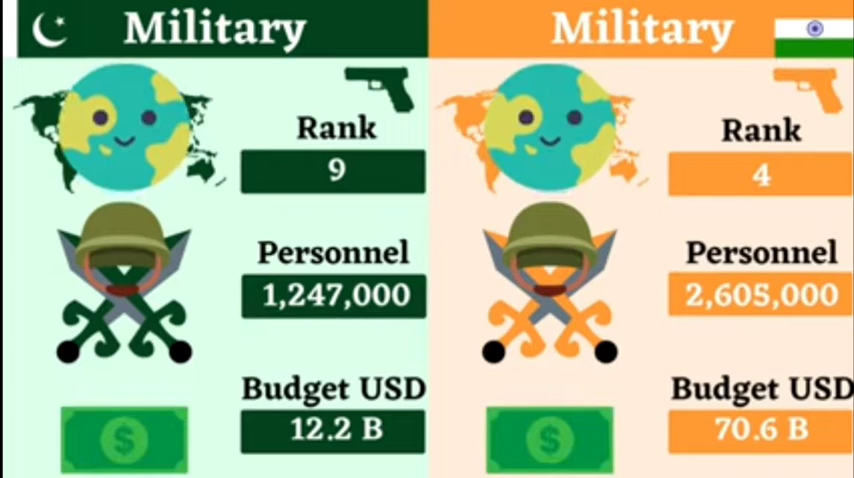 Military
Rank
9
Personnel
1,247,000
Budget USD
12.2 B
$
Military
Rank
4
Personnel
2,605,000
Budget USD
70.6 B
$